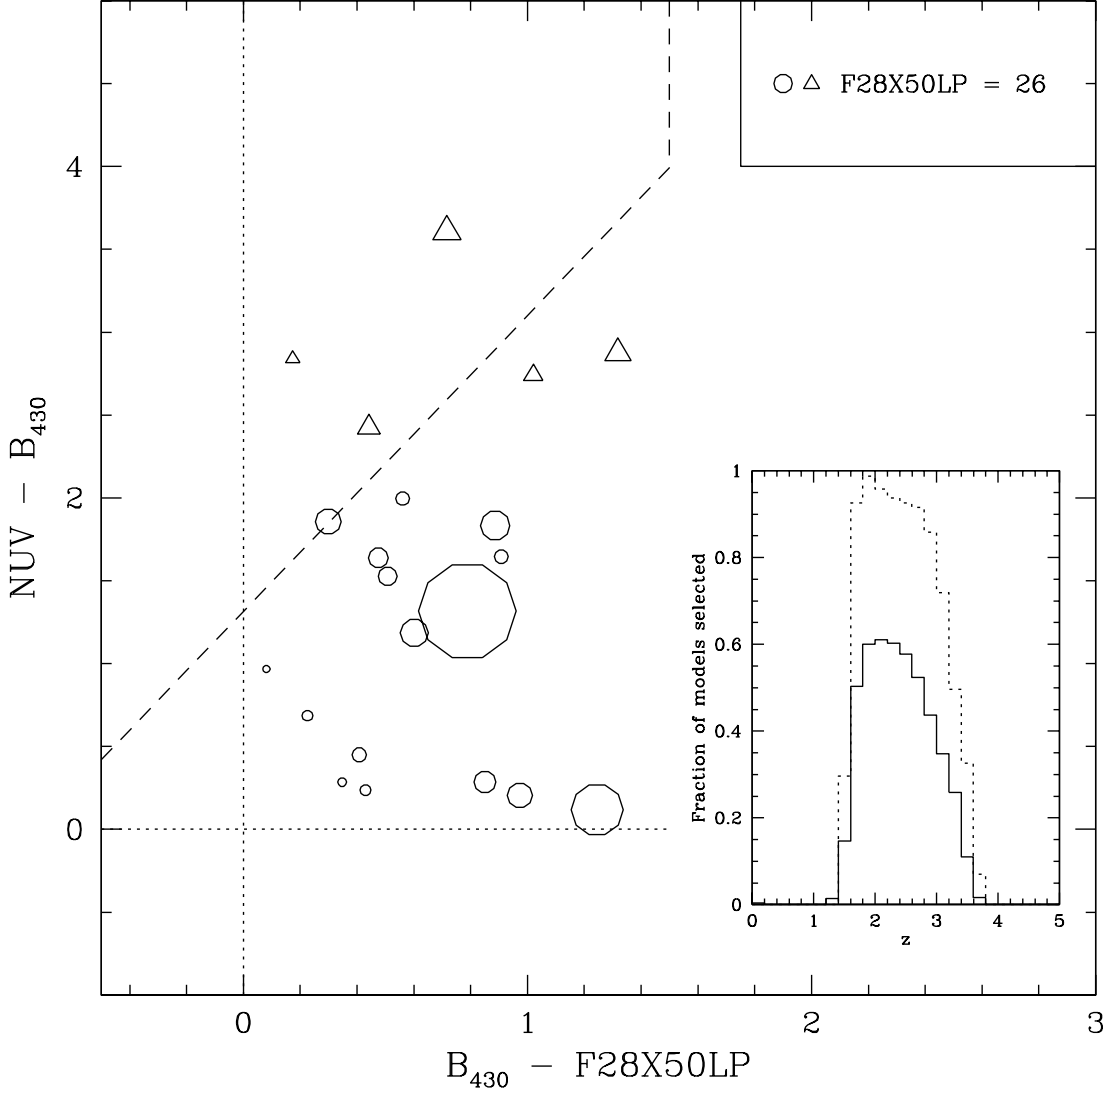 F28X50LP = 26
4
2
0
NUV − B430
0 1 2 3
B430 − F28X50LP
1
0.8
0.6
0.4
0.2
0
Fraction of models selected
0 1 2 3 4 5
z